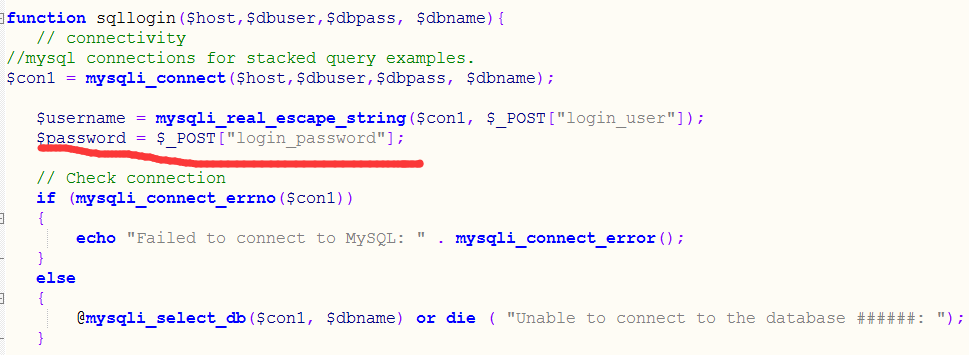 function sqllogin($host,$dbuser,$dbpass, $dbname){
// connectivity
//mysql connections for stacked query examples.
$con1 = mysqli_connect($host,$dbuser,$dbpass, $dbname);
$username = mysqli_real_escape_string($con1, $_POST["login_user"]);
$password = $_POST["login_password"];
// Check connection
if (mysqli_connect_errno($con1))
{
echo "Failed to connect to MySQL: " . mysqli_connect_error();
}
else
{
@mysqli_select_db($con1, $dbname) or die ( "Unable to connect to the database ######: ");
}